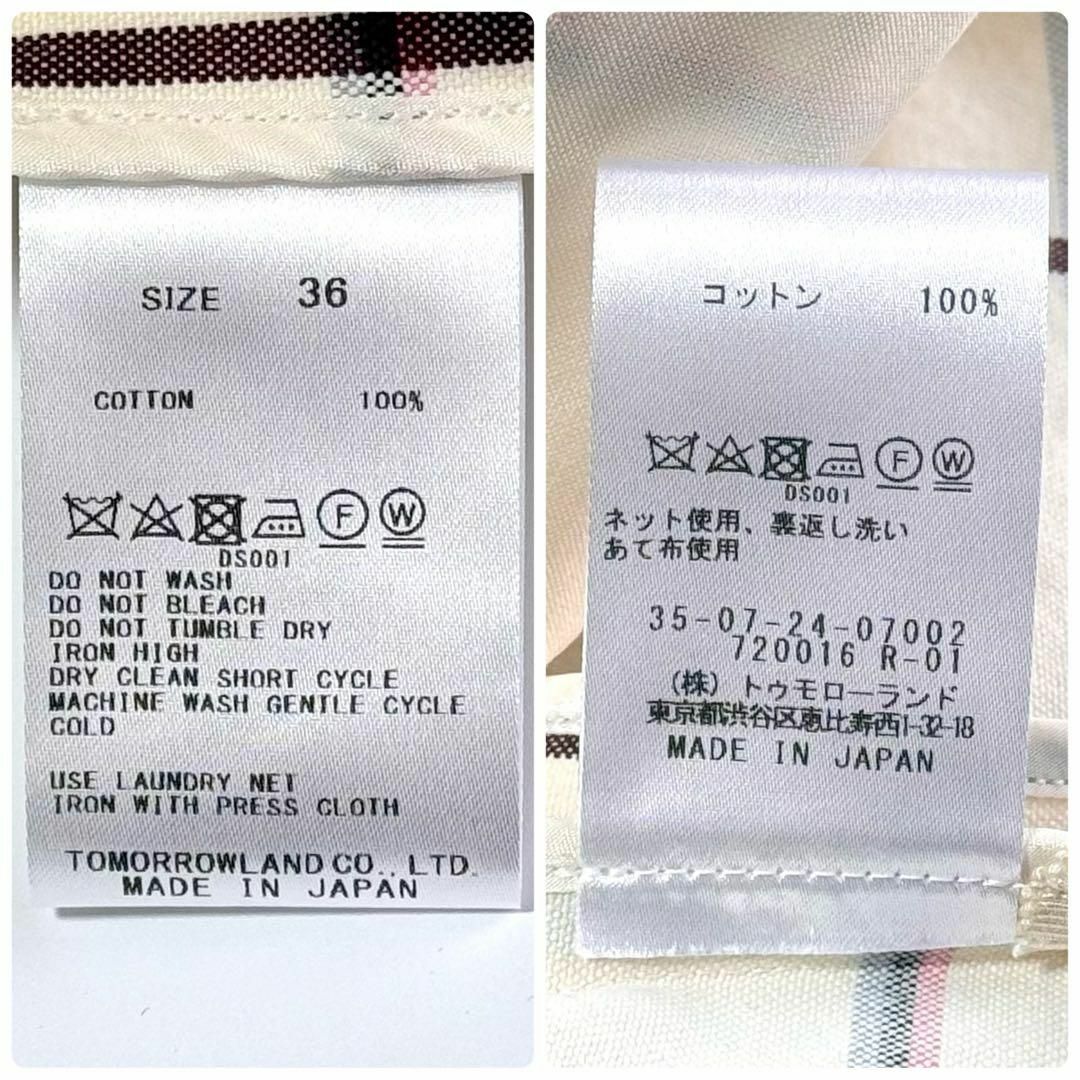 SIZE 36
COTTON 100%
F W
DS001
DO NOT WASH
DO NOT BLEACH
DO NOT TUMBLE DRY
IRON HIGH
DRY CLEAN SHORT CYCLE
MACHINE WASH GENTLE CYCLE
COLD
USE LAUNDRY NET
IRON WITH PRESS CLOTH
TOMORROWLAND CO., LTD.
MADE IN JAPAN
コットン 100%
F W
DS001
ネット使用、裏返し洗い
あて布使用
35-07-24-07002
720016 R-01
(株) トゥモローランド
東京都渋谷区恵比寿西1-32-18
MADE IN JAPAN